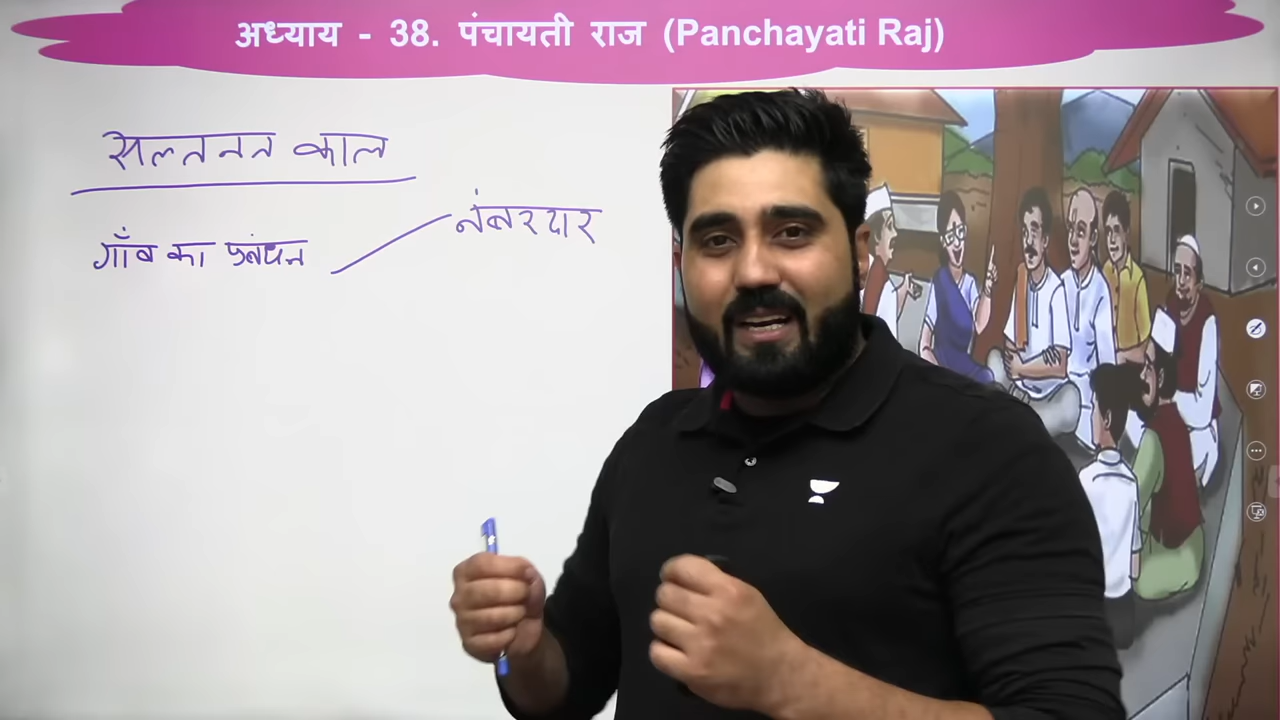 अध्याय - 38. पंचायती राज (Panchayati Raj)
सल्तनत काल
गाँव का प्रबंधन
नंबरदार